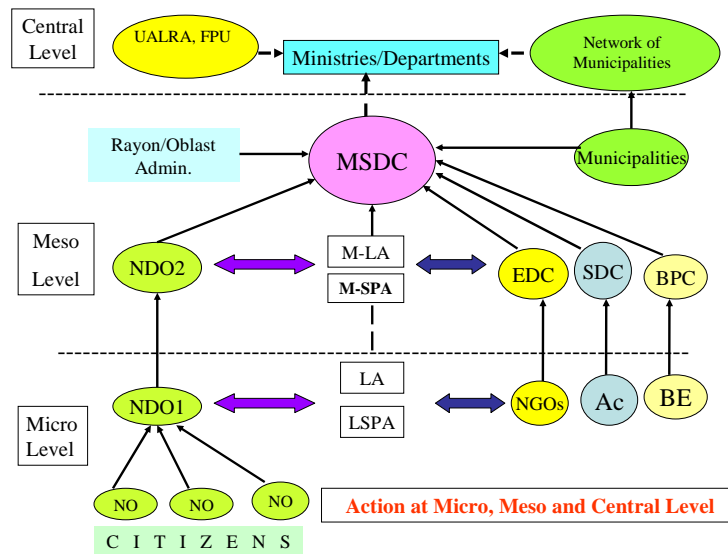 Central
Level
UALRA, FPU
Ministries/Departments
Network of
Municipalities
Rayon/Oblast
Admin.
MSDC
Municipalities
Meso
Level
NDO2
M-LA
M-SPA
EDC
SDC
BPC
Micro
Level
NDO1
LA
LSPA
NGOs
Ac
BE
NO
NO
NO
Action at Micro, Meso and Central Level
C I T I Z E N S